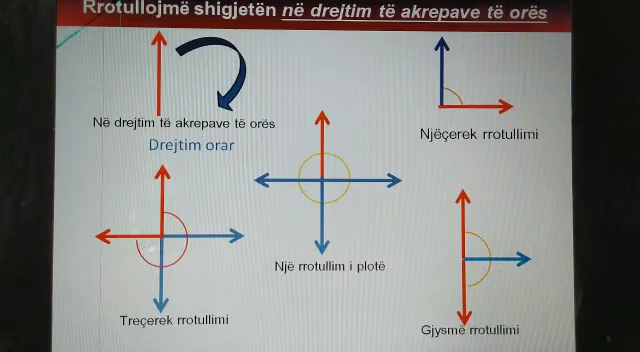 Rrotullojmë shigjetën në drejtim të akrepave të orës
Në drejtim të akrepave të orës
Drejtim orar
Njëçerek rrotullimi
Një rrotullim i plotë
Treçerek rrotullimi
Gjysmë rrotullimi